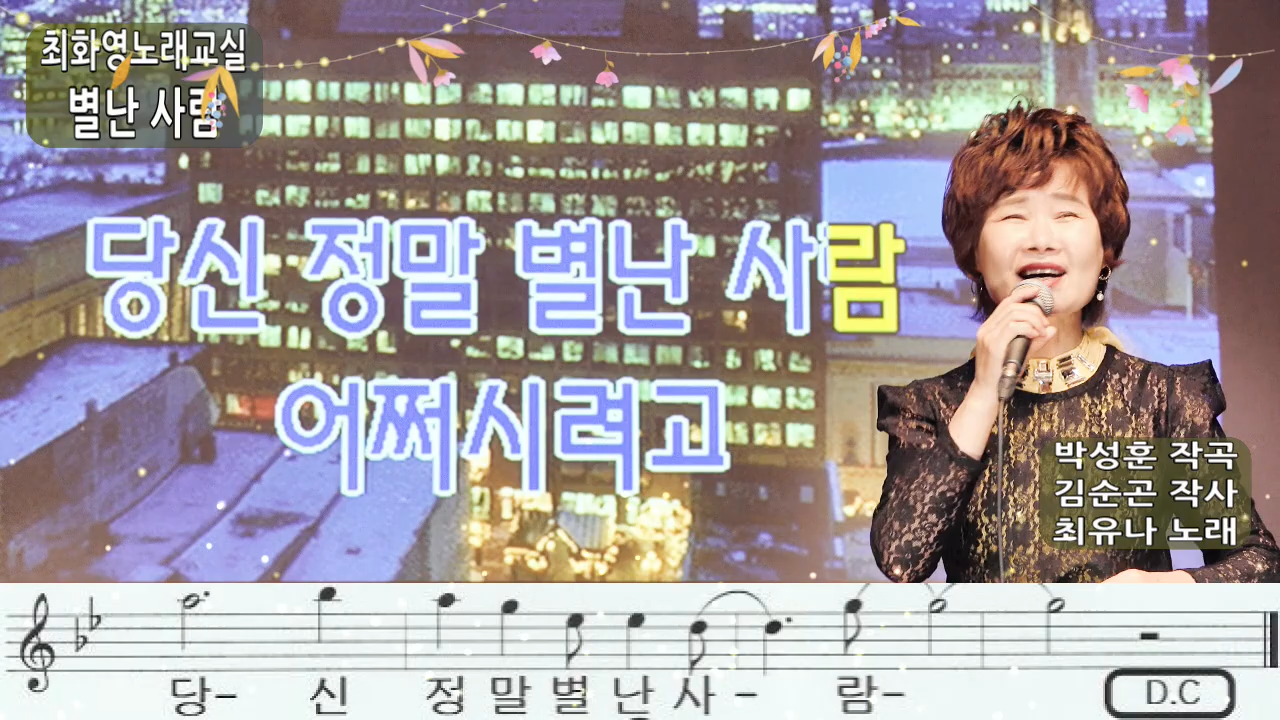 최화영노래교실
별난 사람
당신 정말 별난 사람
어쩌시려고
박성훈 작곡
김순곤 작사
최유나 노래
당- 신 정 말 별 난 사 - 람-
D.C